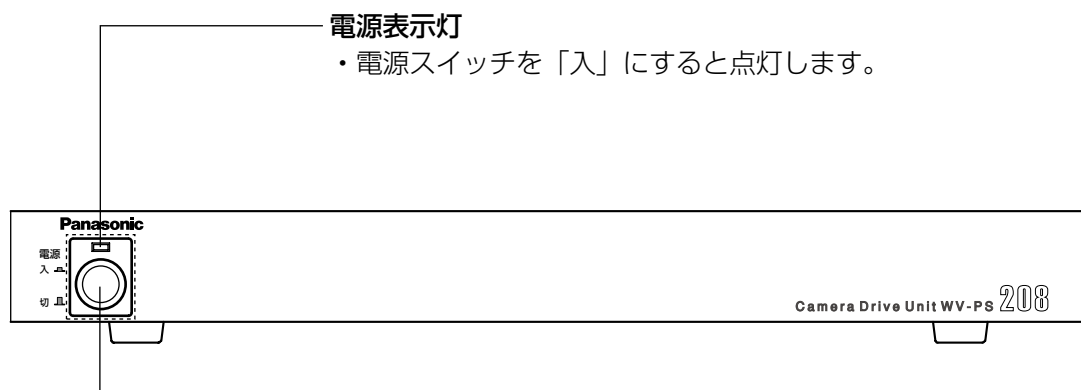 電源表示灯
・電源スイッチを「入」にすると点灯します。
Panasonic
電源
入
切
Camera Drive Unit WV-PS 208